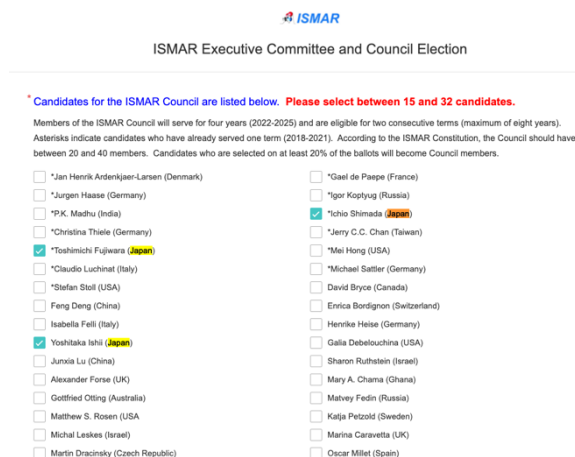 ISMAR
ISMAR Executive Committee and Council Election
* Candidates for the ISMAR Council are listed below. Please select between 15 and 32 candidates.
Members of the ISMAR Council will serve for four years (2022-2025) and are eligible for two consecutive terms (maximum of eight years).
Asterisks indicate candidates who have already served one term (2018-2021). According to the ISMAR Constitution, the Council should have
between 20 and 40 members. Candidates who are selected on at least 20% of the ballots will become Council members.
*Jan Henrik Ardenkjaer-Larsen (Denmark)
*Jurgen Haase (Germany)
*P.K. Madhu (India)
*Christina Thiele (Germany)
*Toshimichi Fujiwara (Japan)
*Claudio Luchinat (Italy)
*Stefan Stoll (USA)
Feng Deng (China)
Isabella Felli (Italy)
Yoshitaka Ishii (Japan)
Junxia Lu (China)
Alexander Forse (UK)
Gottfried Otting (Australia)
Matthew S. Rosen (USA
Michal Leskes (Israel)
Martin Dracinsky (Czech Republic)
*Gael de Paepe (France)
*Igor Koptyug (Russia)
*Ichio Shimada (Japan)
*Jerry C.C. Chan (Taiwan)
*Mei Hong (USA)
*Michael Sattler (Germany)
David Bryce (Canada)
Enrica Bordignon (Switzerland)
Henrike Heise (Germany)
Galia Debelouchina (USA)
Sharon Ruthstein (Israel)
Mary A. Chama (Ghana)
Matvey Fedin (Russia)
Katja Petzold (Sweden)
Marina Caravetta (UK)
Oscar Millet (Spain)